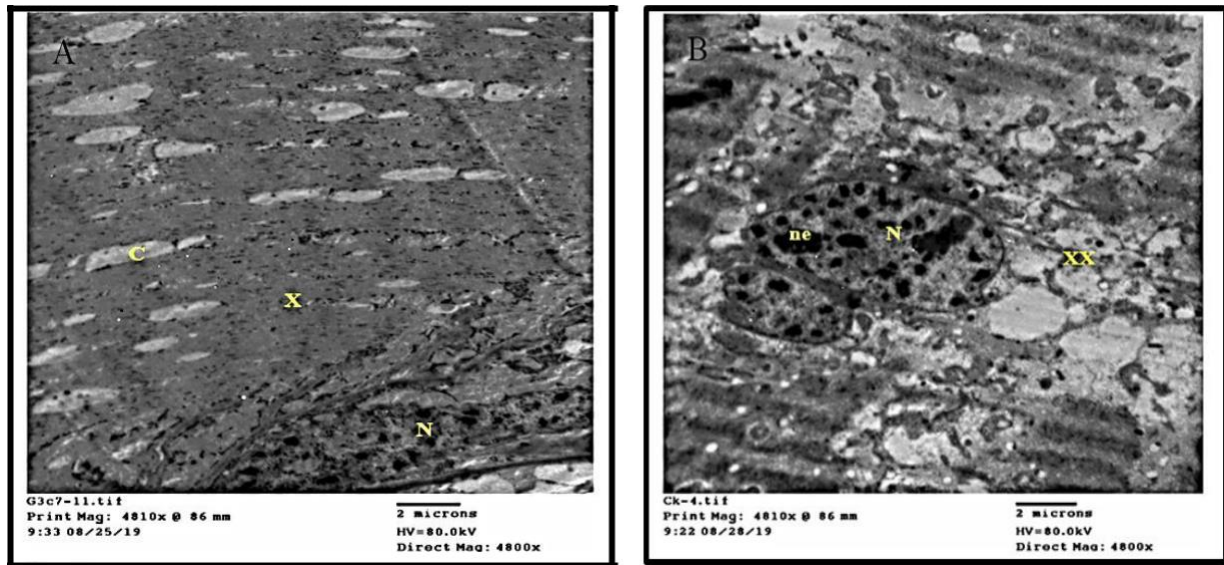 A
C
X
N
G3c7-11.tif
Print Mag: 4810x @ 86 mm
9:33 08/25/19
2 microns
HV=80.0kV
Direct Mag: 4800x
B
ne
N
XX
Ck-4.tif
Print Mag: 4810x @ 86 mm
9:22 08/28/19
2 microns
HV=80.0kV
Direct Mag: 4800x